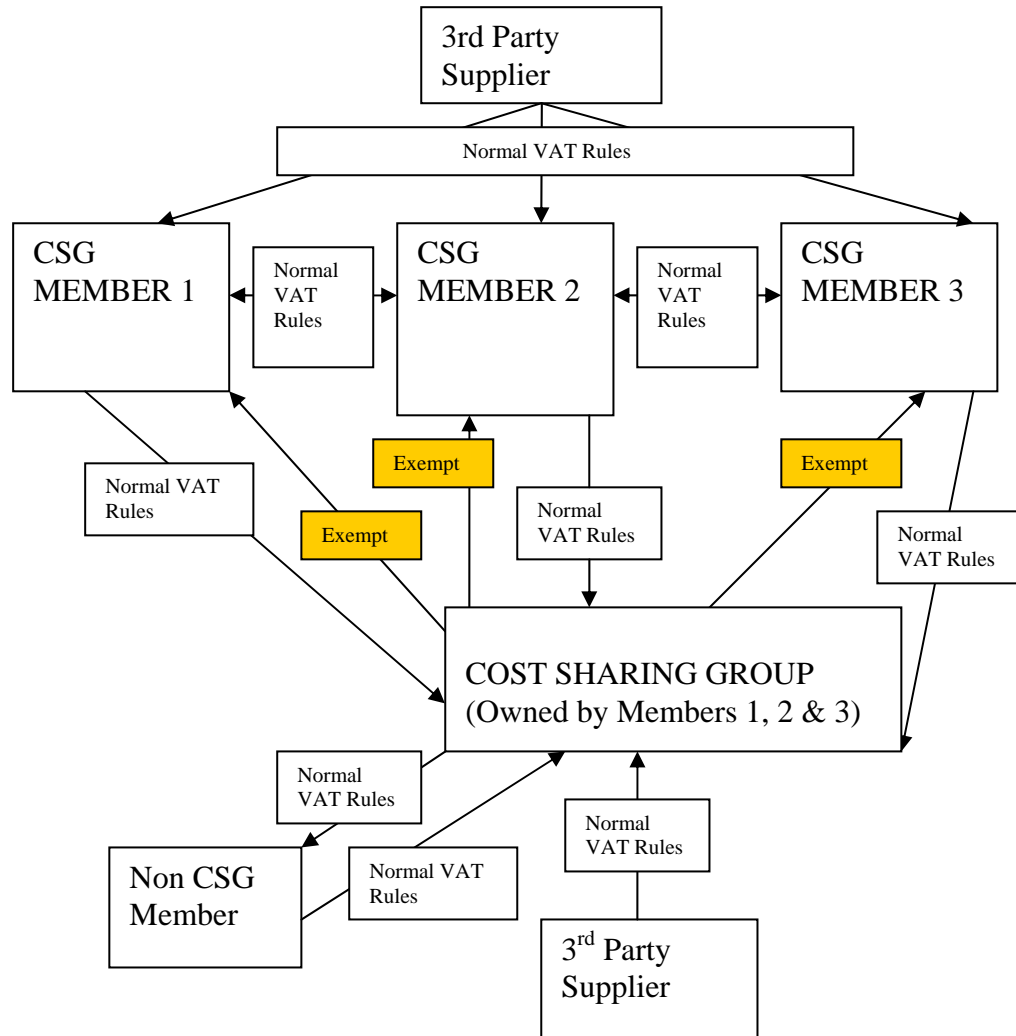 3rd Party
Supplier
Normal VAT Rules
CSG
MEMBER 1
Normal
VAT
Rules
CSG
MEMBER 2
Normal
VAT
Rules
CSG
MEMBER 3
Exempt
Exempt
Normal VAT
Rules
Exempt
Normal
VAT Rules
Normal
VAT Rules
COST SHARING GROUP
(Owned by Members 1, 2 & 3)
Normal
VAT Rules
Normal
VAT Rules
Non CSG
Member
Normal VAT
Rules
3rd Party
Supplier